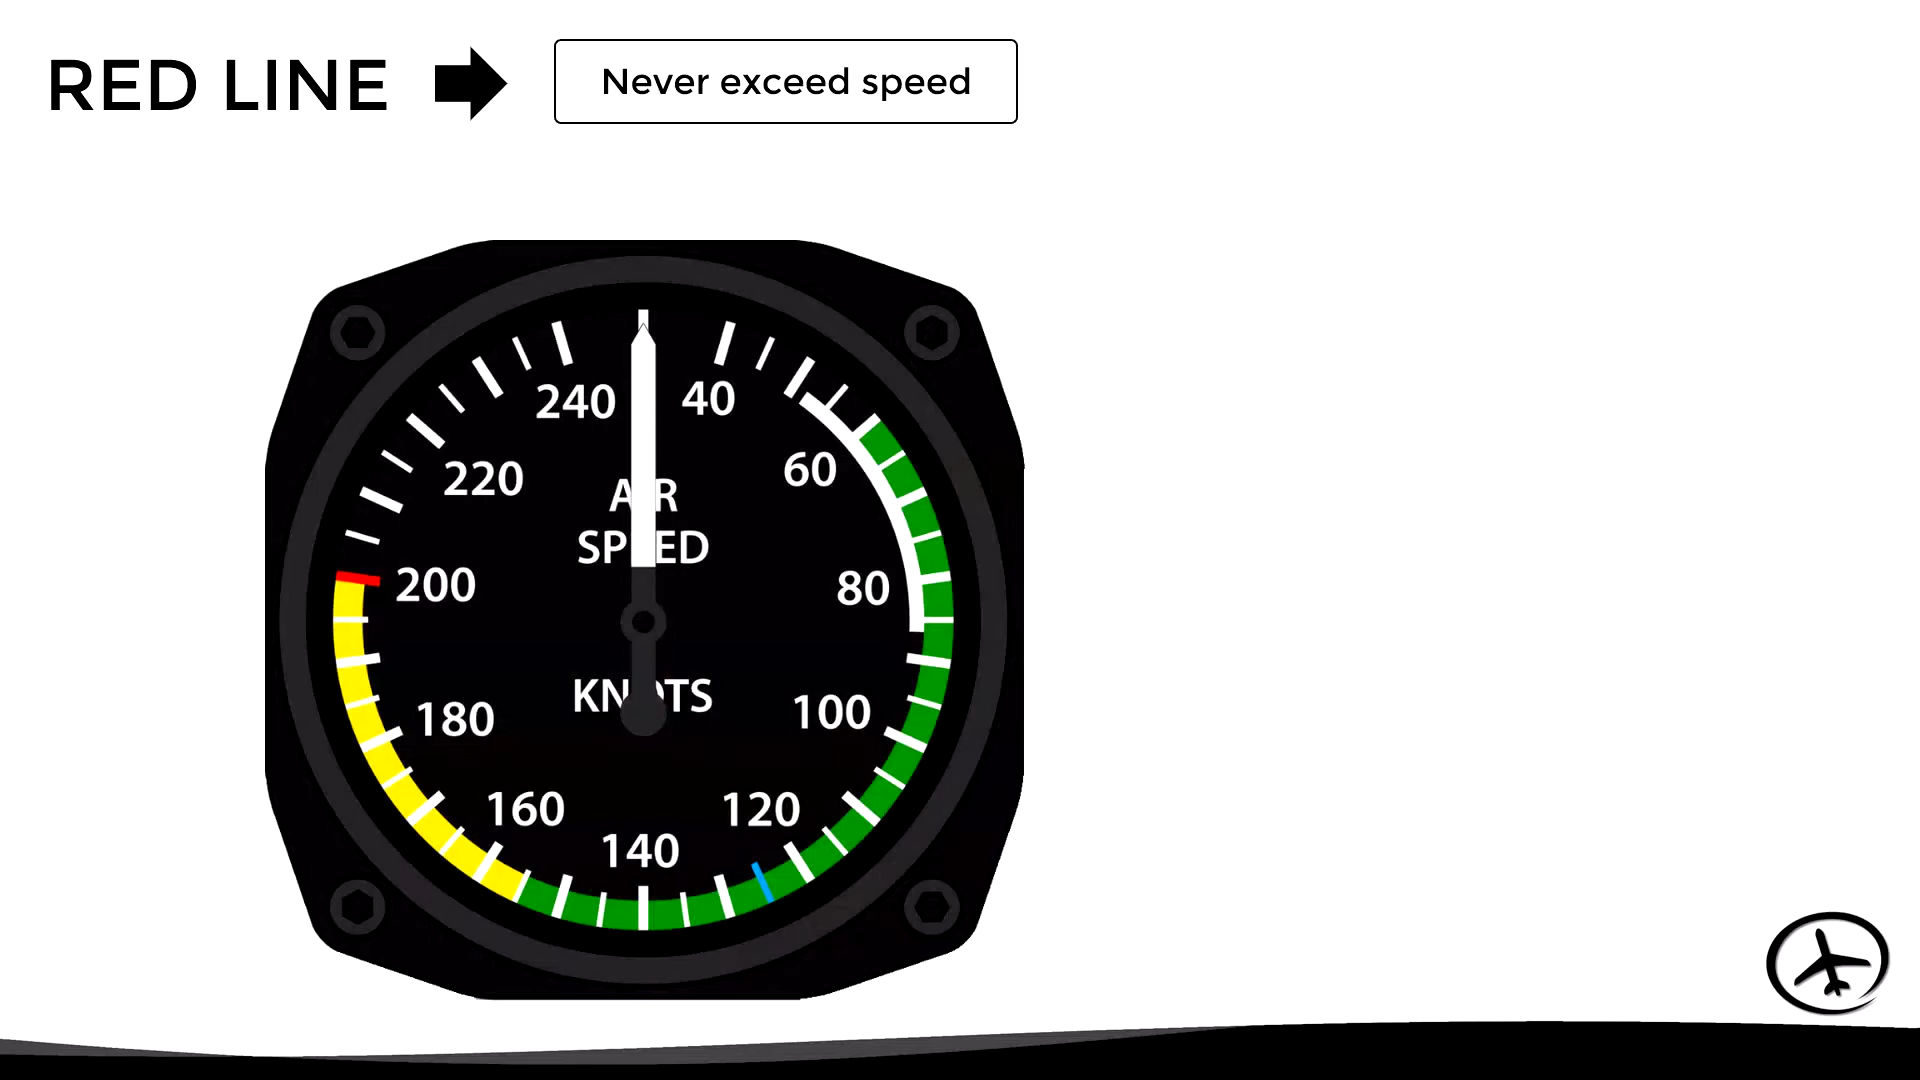 RED LINE
Never exceed speed
240 40
220 60
AIR
SPEED
200 80
KNOTS
180 100
160 120
140